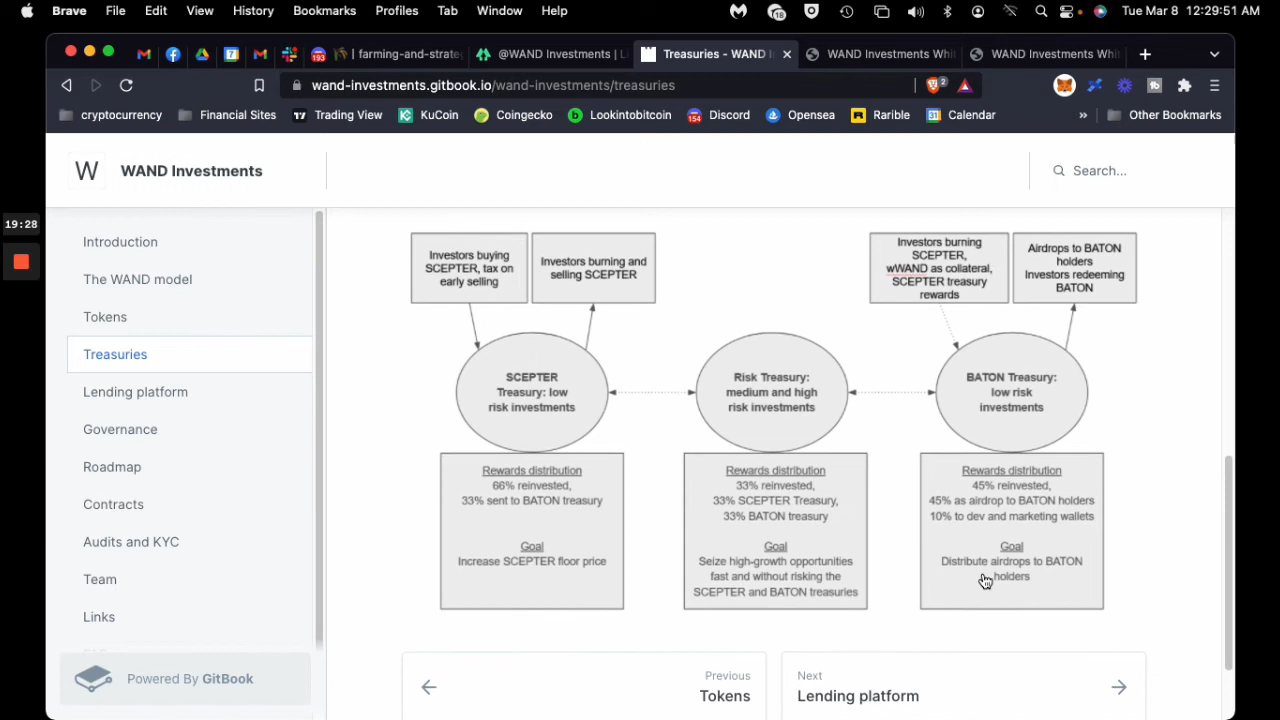 Brave File Edit View History Bookmarks Profiles Tab Window Help
18
Tue Mar 8 12:29:51 AM
193
| farming-and-strate
@WAND Investments | L
Treasuries - WAND I
WAND Investments Whi
WAND Investments Whi
wand-investments.gitbook.io/wand-investments/treasuries
2
cryptocurrency
Financial Sites
Trading View
KuCoin
Coingecko
Lookintobitcoin
154
Discord
Opensea
Rarible
31
Calendar
»
Other Bookmarks
W
WAND Investments
Search...
19:28
Introduction
The WAND model
Tokens
Treasuries
Lending platform
Governance
Roadmap
Contracts
Audits and KYC
Team
Links
Powered By GitBook
Investors buying
SCEPTER, tax on
early selling
Investors burning and
selling SCEPTER
Investors burning
SCEPTER,
wWAND as collateral,
SCEPTER treasury
rewards
Airdrops to BATON
holders
Investors redeeming
BATON
SCEPTER
Treasury: low
risk investments
Risk Treasury:
medium and high
risk investments
BATON Treasury:
low risk
investments
Rewards distribution
66% reinvested,
33% sent to BATON treasury
Goal
Increase SCEPTER floor price
Rewards distribution
33% reinvested,
33% SCEPTER Treasury,
33% BATON treasury
Goal
Seize high-growth opportunities
fast and without risking the
SCEPTER and BATON treasuries
Rewards distribution
45% reinvested,
45% as airdrop to BATON holders
10% to dev and marketing wallets
Goal
Distribute airdrops to BATON
holders
Previous
Tokens
Next
Lending platform